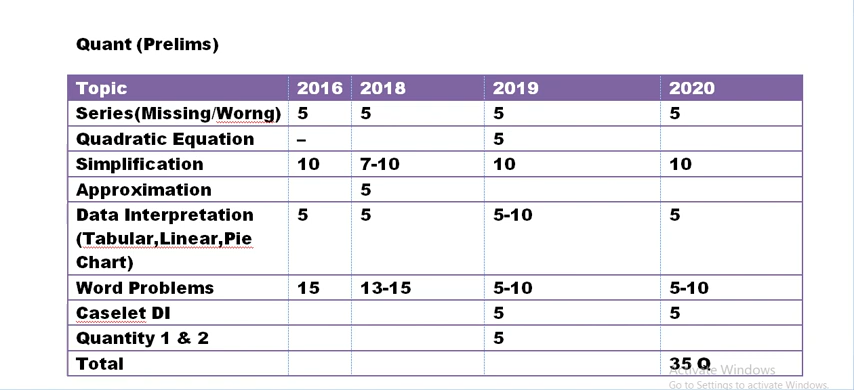 Quant (Prelims)
Topic 2016 2018 2019 2020
Series(Missing/Worng) 5 5 5 5
Quadratic Equation – 5
Simplification 10 7-10 10 10
Approximation 5
Data Interpretation 5 5 5-10 5
(Tabular,Linear,Pie
Chart)
Word Problems 15 13-15 5-10 5-10
Caselet DI 5 5
Quantity 1 & 2 5
Total 35 Q
Activate Windows
Go to Settings to activate Windows.